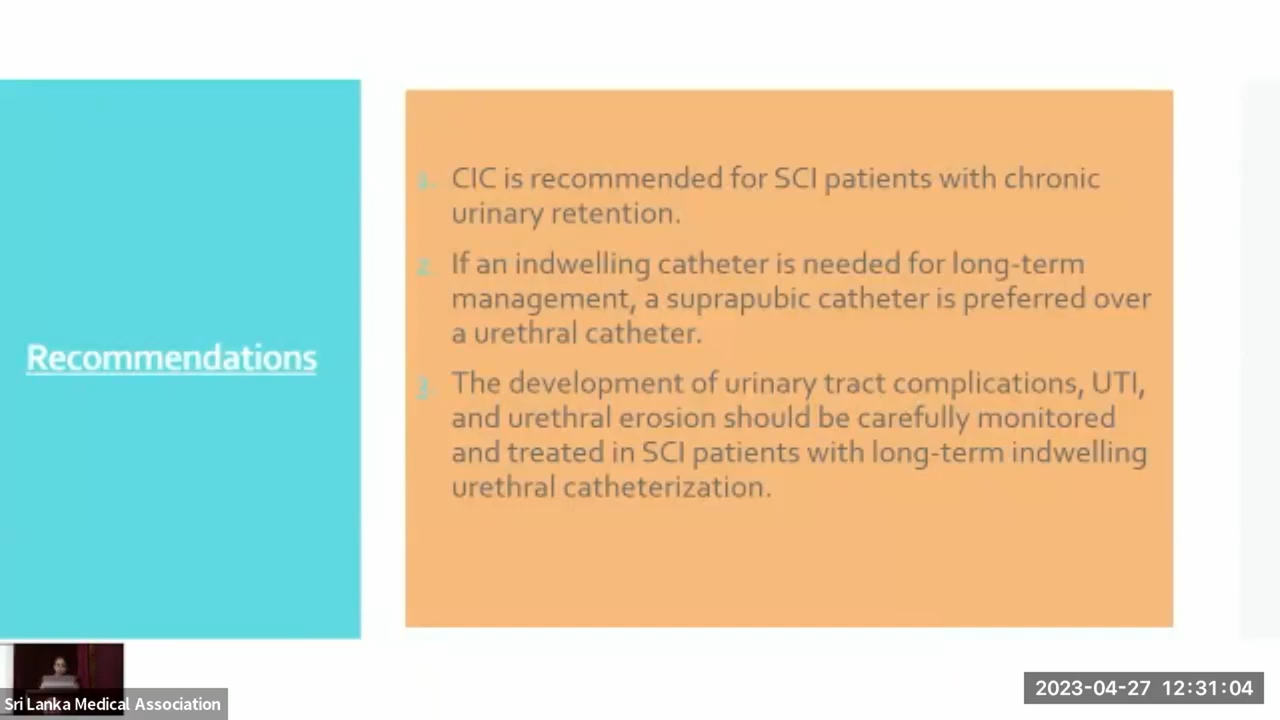 Recommendations
1. CIC is recommended for SCI patients with chronic
urinary retention.
2. If an indwelling catheter is needed for long-term
management, a suprapubic catheter is preferred over
a urethral catheter.
3. The development of urinary tract complications, UTI,
and urethral erosion should be carefully monitored
and treated in SCI patients with long-term indwelling
urethral catheterization.
Sri Lanka Medical Association
2023-04-27 12:31:04